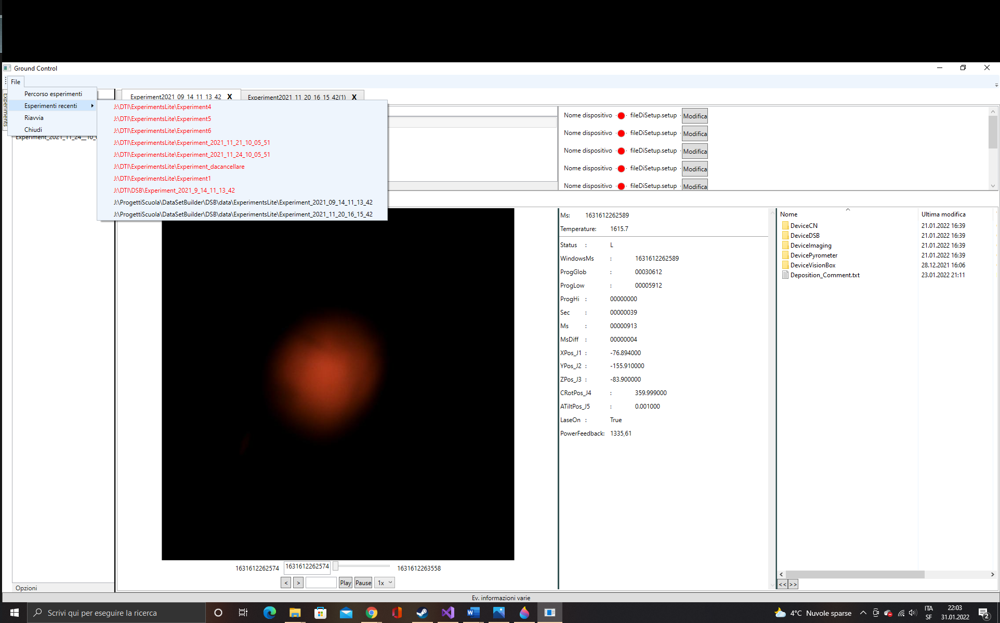 Ground Control
File
Percorso esperimenti
Esperimenti recenti
Riavvia
Chiudi
Experiments
Experiment2021_09_14_11_13_42 X
Experiment2021_11_20_16_15_42(1) X
J:\DTI\ExperimentsLite\Experiment4
J:\DTI\ExperimentsLite\Experiment5
J:\DTI\ExperimentsLite\Experiment6
J:\DTI\ExperimentsLite\Experiment_2021_11_21_10_05_51
J:\DTI\ExperimentsLite\Experiment_2021_11_24_10_05_51
J:\DTI\ExperimentsLite\Experiment_dacancellare
J:\DTI\ExperimentsLite\Experiment1
J:\DTI\DSB\Experiment_2021_9_14_11_13_42
J:\ProgettiScuola\DataSetBuilder\DSB\data\ExperimentsLite\Experiment_2021_09_14_11_13_42
J:\ProgettiScuola\DataSetBuilder\DSB\data\ExperimentsLite\Experiment_2021_11_20_16_15_42
Nome dispositivo fileDiSetup.setup Modifica
Nome dispositivo fileDiSetup.setup Modifica
Nome dispositivo fileDiSetup.setup Modifica
Nome dispositivo fileDiSetup.setup Modifica
Nome dispositivo fileDiSetup.setup Modifica
Ms: 1631612262589
Temperature: 1615.7
Status : L
WindowsMs : 1631612262589
ProgGlob : 00030612
ProgLow : 00005912
ProgHi : 00000000
Sec : 00000039
Ms : 00000913
MsDiff : 00000004
XPos_J1 : -76.894000
YPos_J2 : -155.910000
ZPos_J3 : -83.900000
CRotPos_J4 : 359.999000
ATiltPos_J5 : 0.001000
LaseOn : True
PowerFeedback: 1335,61
Nome Ultima modifica
DeviceCN 21.01.2022 16:39
DeviceDSB 21.01.2022 16:39
DeviceImaging 21.01.2022 16:39
DevicePyrometer 21.01.2022 16:39
DeviceVisionBox 28.12.2021 16:06
Deposition_Comment.txt 23.01.2022 21:11
1631612262574 1631612262574 1631612263558
< > Play Pause 1x
<< >>
Opzioni
Ev. informazioni varie
Scrivi qui per eseguire la ricerca
4°C Nuvole sparse
ITA
SF
22:03
31.01.2022
2